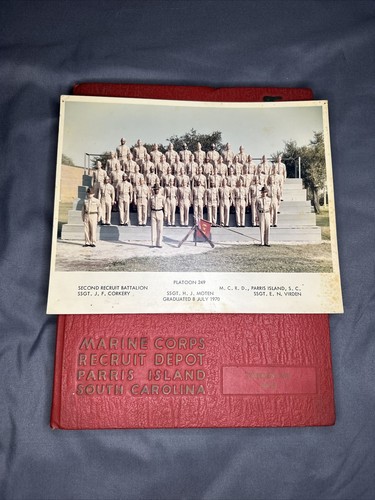 PLATOON 249
SECOND RECRUIT BATTALION M. C. R. D., PARRIS ISLAND, S. C.
SSGT. J. F. CORKERY SSGT. H. J. MOTEN SSGT. E. N. VIRDEN
GRADUATED 8 JULY 1970
MARINE CORPS
RECRUIT DEPOT
PARRIS ISLAND
SOUTH CAROLINA